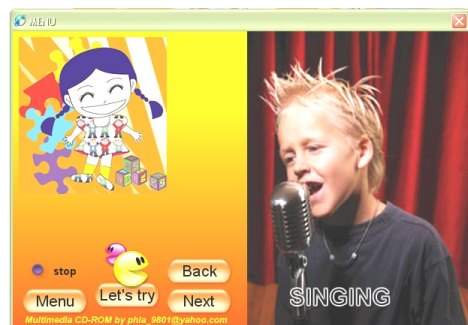 MENU
stop
Back
Let's try
Menu
Next
SINGING
Multimedia CD-ROM by phia_9801@yahoo.com